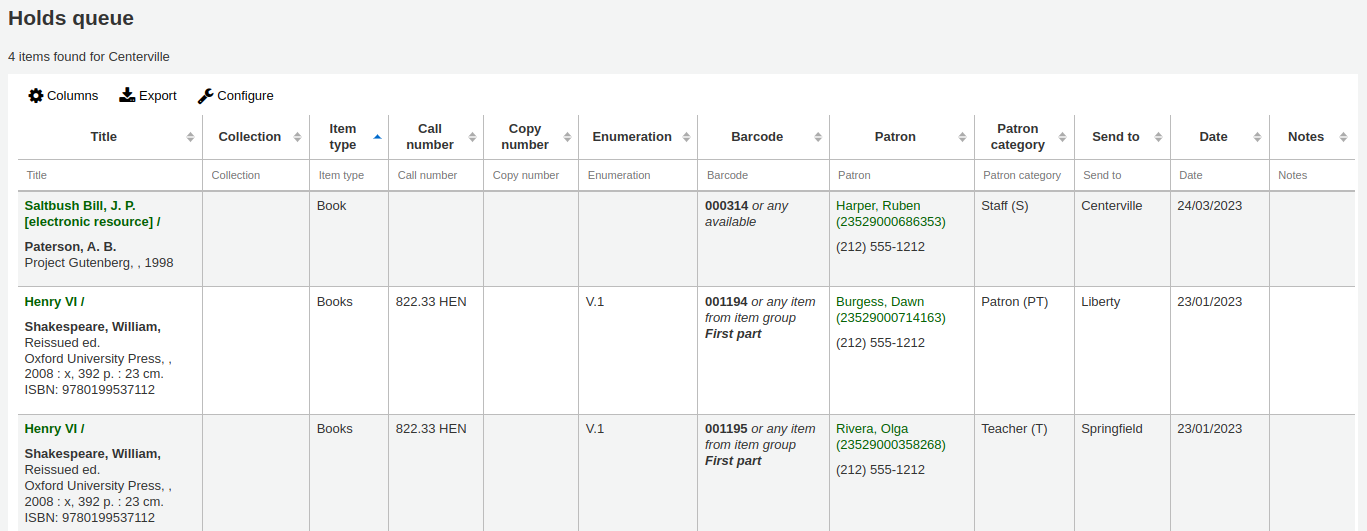 Holds queue
4 items found for Centerville
Columns Export Configure
Title Collection Item type Call number Copy number Enumeration Barcode Patron Patron category Send to Date Notes
Title Collection Item type Call number Copy number Enumeration Barcode Patron Patron category Send to Date Notes
Saltbush Bill, J. P. Book 000314 or any Harper, Ruben Staff (S) Centerville 24/03/2023
[electronic resource] / available (23529000686353)
Paterson, A. B. (212) 555-1212
Project Gutenberg, , 1998
Henry VI / Books 822.33 HEN V.1 001194 or any item Burgess, Dawn Patron (PT) Liberty 23/01/2023
from item group (23529000714163)
Shakespeare, William, First part
Reissued ed. (212) 555-1212
Oxford University Press, ,
2008 : x, 392 p. : 23 cm.
ISBN: 9780199537112
Henry VI / Books 822.33 HEN V.1 001195 or any item Rivera, Olga Teacher (T) Springfield 23/01/2023
from item group (23529000358268)
Shakespeare, William, First part
Reissued ed. (212) 555-1212
Oxford University Press, ,
2008 : x, 392 p. : 23 cm.
ISBN: 9780199537112